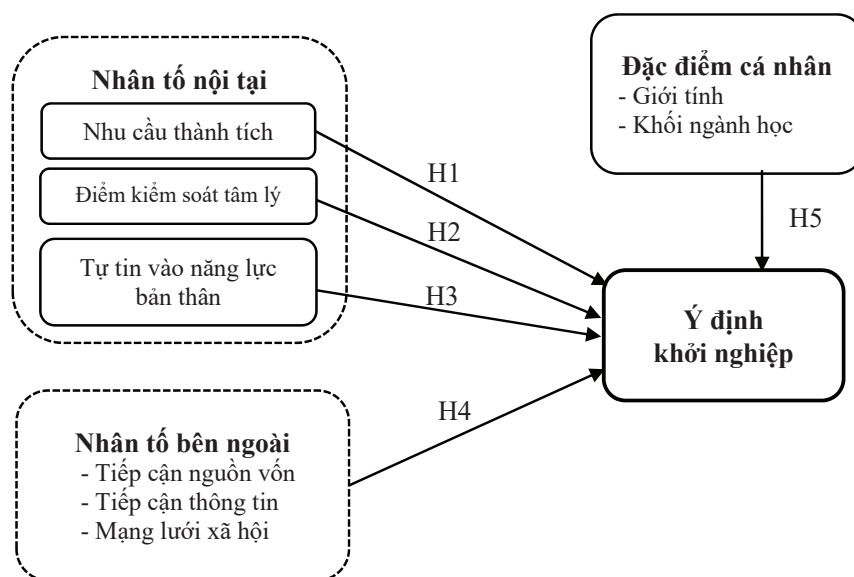 Nhân tố nội tại
Nhu cầu thành tích
Điểm kiểm soát tâm lý
Tự tin vào năng lực
bản thân
Đặc điểm cá nhân
- Giới tính
- Khối ngành học
H1
H2
H3
H4
H5
Ý định
khởi nghiệp
Nhân tố bên ngoài
- Tiếp cận nguồn vốn
- Tiếp cận thông tin
- Mạng lưới xã hội